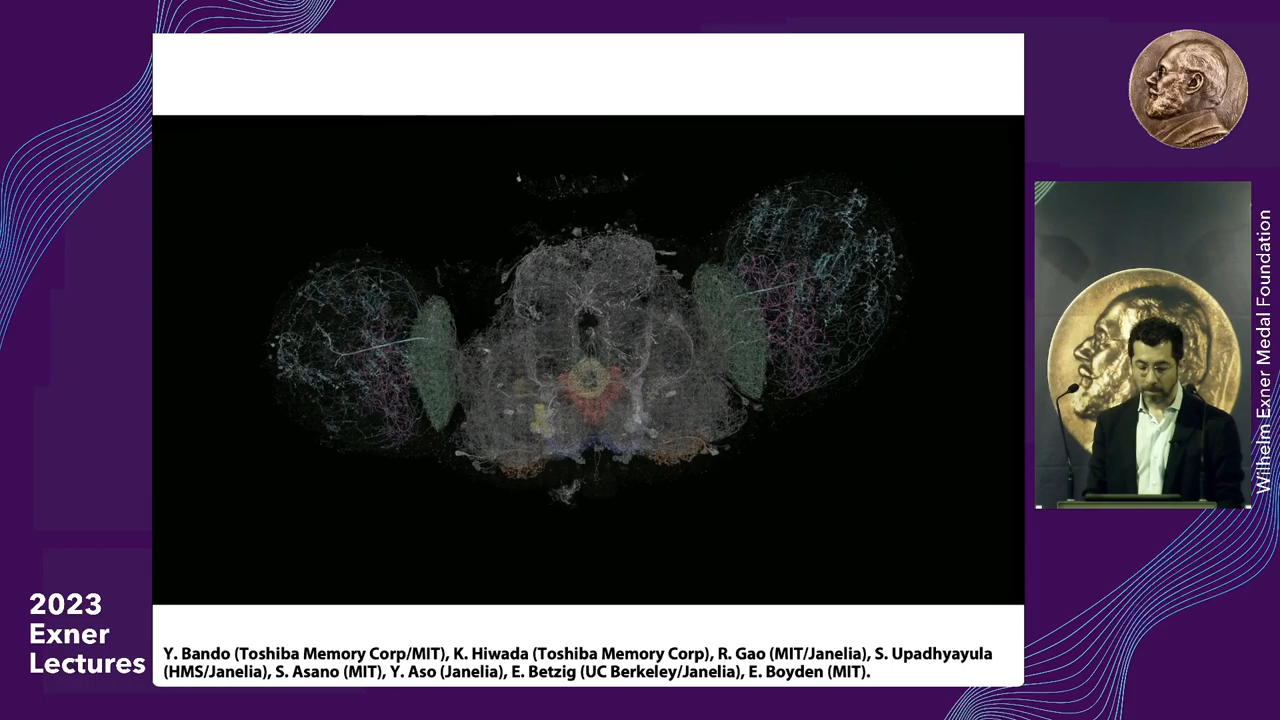 2023
Exner
Lectures
Y. Bando (Toshiba Memory Corp/MIT), K. Hiwada (Toshiba Memory Corp), R. Gao (MIT/Janelia), S. Upadhyayula
(HMS/Janelia), S. Asano (MIT), Y. Aso (Janelia), E. Betzig (UC Berkeley/Janelia), E. Boyden (MIT).
Wilhelm Exner Medal Foundation